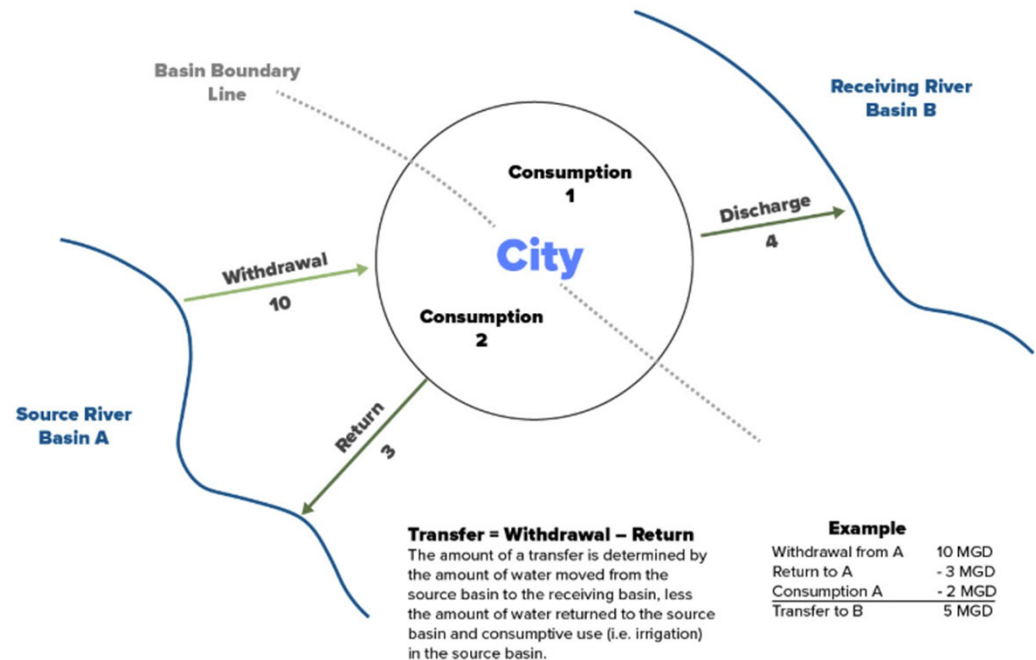 Basin Boundary
Line
Receiving River
Basin B
Consumption
1
Discharge
4
City
Withdrawal
10
Consumption
2
Source River
Basin A
Return
3
Transfer = Withdrawal – Return
The amount of a transfer is determined by
the amount of water moved from the
source basin to the receiving basin, less
the amount of water returned to the source
basin and consumptive use (i.e. irrigation)
in the source basin.
Example
Withdrawal from A 10 MGD
Return to A - 3 MGD
Consumption A - 2 MGD
Transfer to B 5 MGD